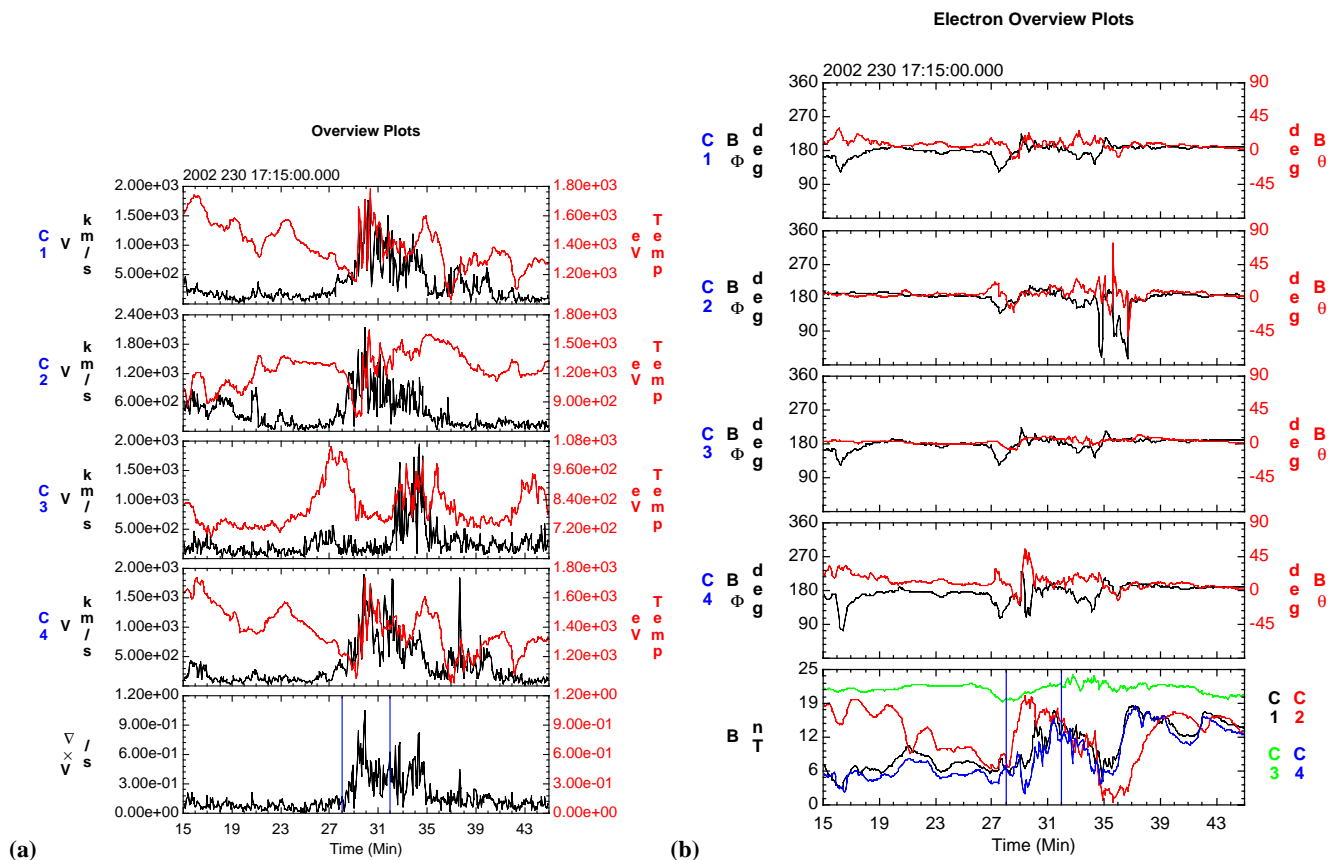 Electron Overview Plots
Overview Plots
2002 230 17:15:00.000
C 1 V km/s
2.00e+03
1.50e+03
1.00e+03
5.00e+02
1.80e+03
1.60e+03
1.40e+03
1.20e+03
eV Temp
C 2 V km/s
2.40e+03
1.80e+03
1.20e+03
6.00e+02
1.80e+03
1.50e+03
1.20e+03
9.00e+02
eV Temp
C 3 V km/s
2.00e+03
1.50e+03
1.00e+03
5.00e+02
1.08e+03
9.60e+02
8.40e+02
7.20e+02
eV Temp
C 4 V km/s
2.00e+03
1.50e+03
1.00e+03
5.00e+02
1.80e+03
1.60e+03
1.40e+03
1.20e+03
eV Temp
∇ × V /s
1.20e+00
9.00e-01
6.00e-01
3.00e-01
0.00e+00
1.20e+00
9.00e-01
6.00e-01
3.00e-01
0.00e+00
15 19 23 27 31 35 39 43
Time (Min)
(a)
2002 230 17:15:00.000
C 1 B Φ deg
360
270
180
90
90
45
0
-45
deg B θ
C 2 B Φ deg
360
270
180
90
90
45
0
-45
deg B θ
C 3 B Φ deg
360
270
180
90
90
45
0
-45
deg B θ
C 4 B Φ deg
360
270
180
90
90
45
0
-45
deg B θ
B nT
25
19
12
6
0
C 1 C 2
C 3 C 4
15 19 23 27 31 35 39 43
Time (Min)
(b)